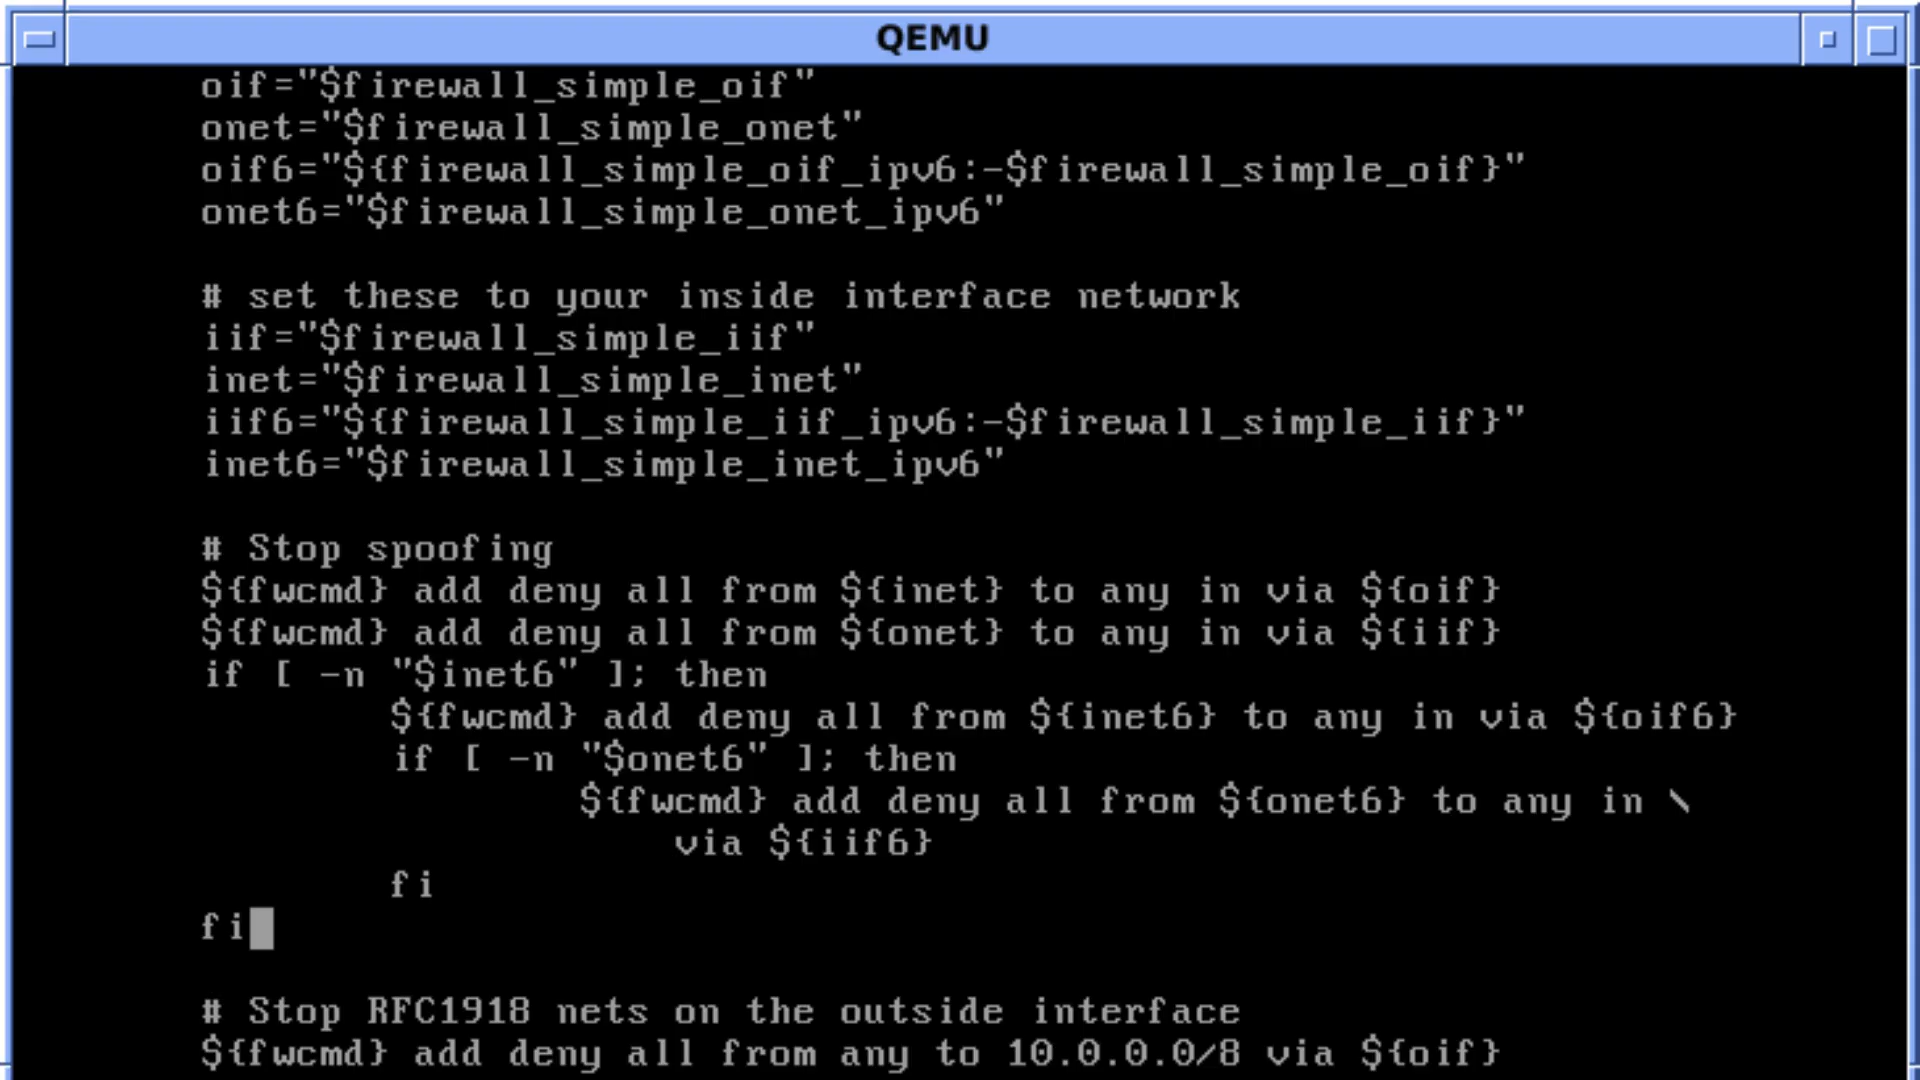 QEMU
oif="$firewall_simple_oif"
onet="$firewall_simple_onet"
oif6="${firewall_simple_oif_ipv6:-$firewall_simple_oif}"
onet6="$firewall_simple_onet_ipv6"
# set these to your inside interface network
iif="$firewall_simple_iif"
inet="$firewall_simple_inet"
iif6="${firewall_simple_iif_ipv6:-$firewall_simple_iif}"
inet6="$firewall_simple_inet_ipv6"
# Stop spoofing
${fwcmd} add deny all from ${inet} to any in via ${oif}
${fwcmd} add deny all from ${onet} to any in via ${iif}
if [ -n "$inet6" ]; then
${fwcmd} add deny all from ${inet6} to any in via ${oif6}
if [ -n "$onet6" ]; then
${fwcmd} add deny all from ${onet6} to any in \
via ${iif6}
fi
fi
# Stop RFC1918 nets on the outside interface
${fwcmd} add deny all from any to 10.0.0.0/8 via ${oif}